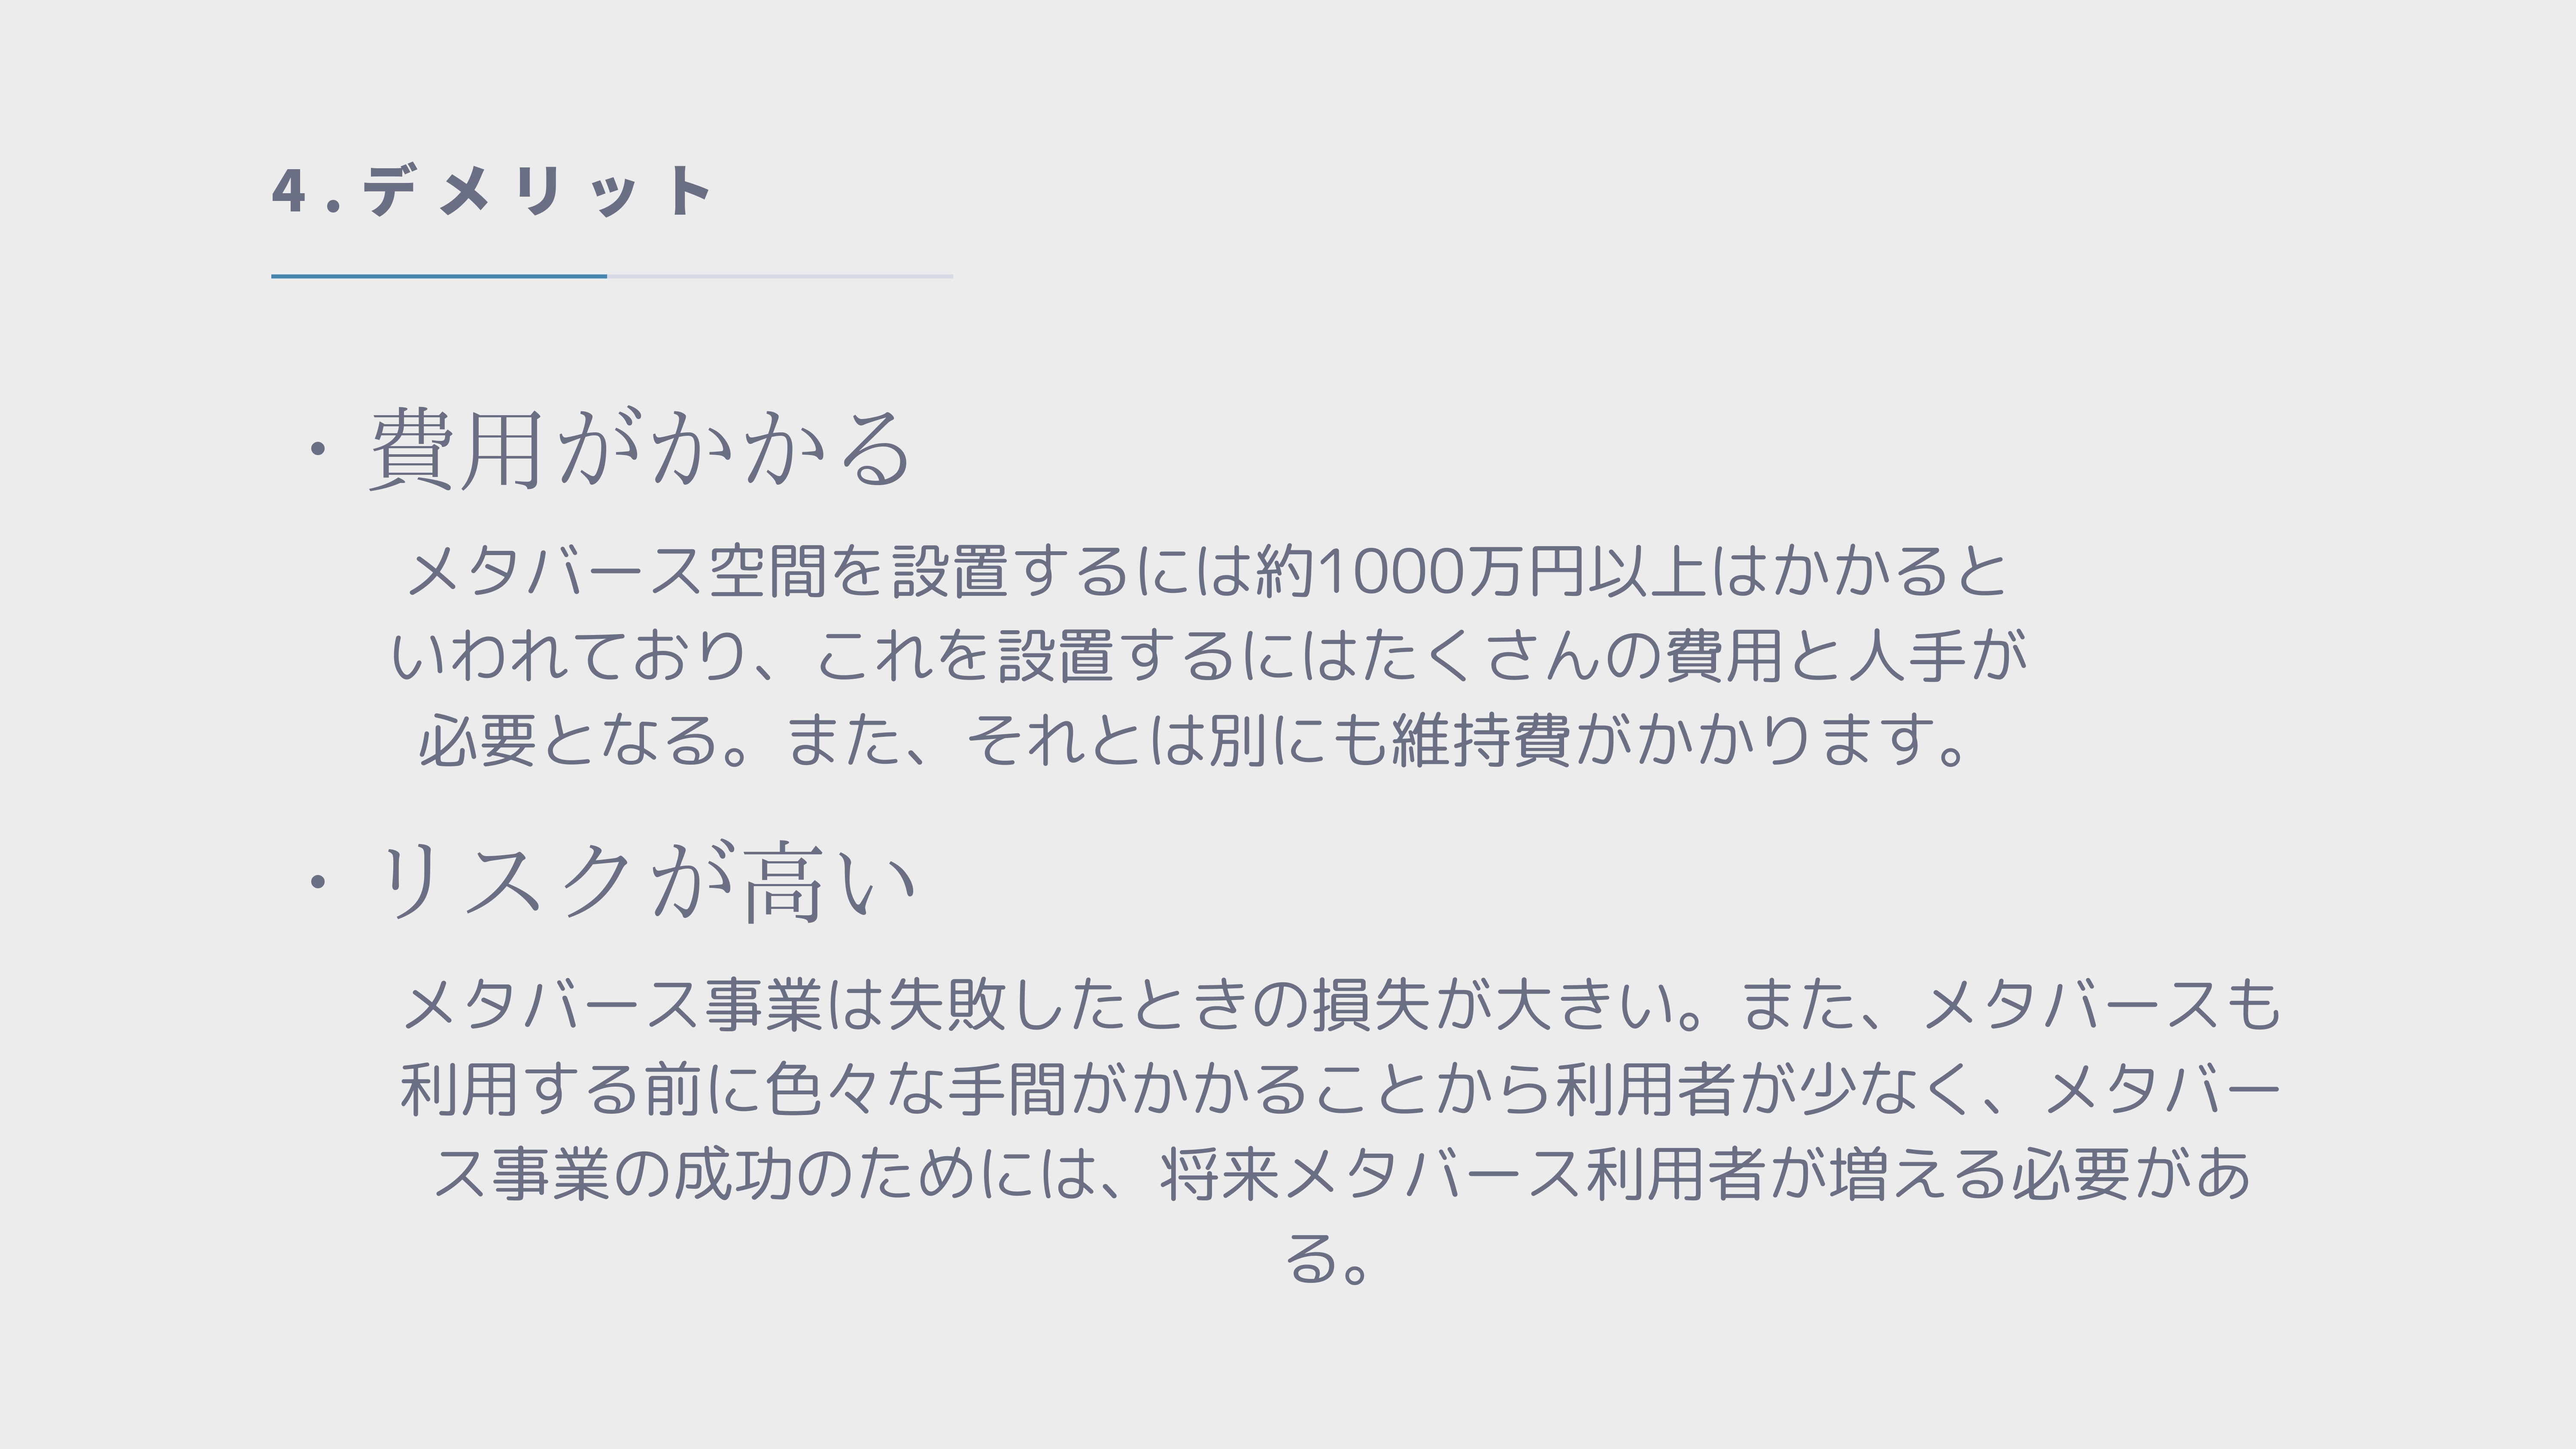 4.デメリット
・費用がかかる
メタバース空間を設置するには約1000万円以上はかかると
いわれており、これを設置するにはたくさんの費用と人手が
必要となる。また、それとは別にも維持費がかかります。
・リスクが高い
メタバース事業は失敗したときの損失が大きい。また、メタバースも
利用する前に色々な手間がかかることから利用者が少なく、メタバー
ス事業の成功のためには、将来メタバース利用者が増える必要があ
る。